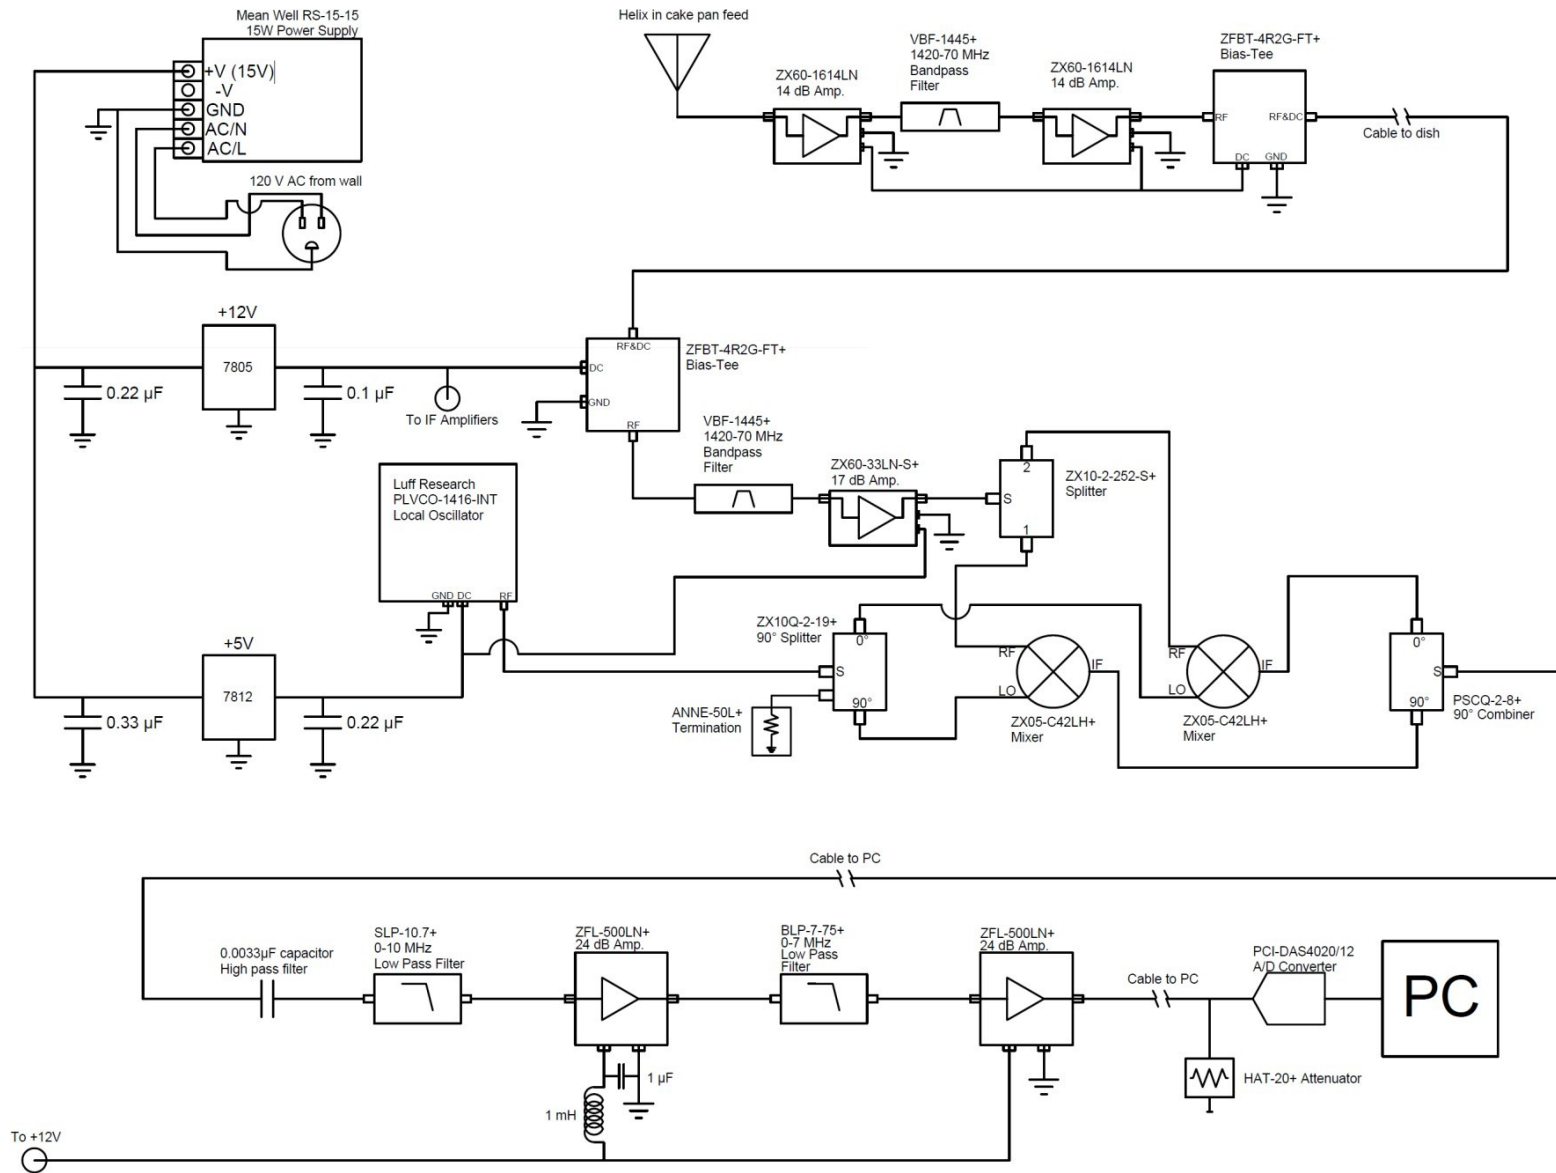 Mean Well RS-15-15
15W Power Supply
+V (15V)
-V
GND
AC/N
AC/L
120 V AC from wall
Helix in cake pan feed
ZX60-1614LN
14 dB Amp.
VBF-1445+
1420-70 MHz
Bandpass
Filter
ZX60-1614LN
14 dB Amp.
ZFBT-4R2G-FT+
Bias-Tee
RF
RF&DC
DC
GND
Cable to dish
+12V
7805
0.22 µF
0.1 µF
To IF Amplifiers
RF&DC
DC
GND
RF
ZFBT-4R2G-FT+
Bias-Tee
VBF-1445+
1420-70 MHz
Bandpass
Filter
ZX60-33LN-S+
17 dB Amp.
2
S
1
ZX10-2-252-S+
Splitter
Luff Research
PLVCO-1416-INT
Local Oscillator
GND DC
RF
+5V
7812
0.33 µF
0.22 µF
ZX10Q-2-19+
90° Splitter
0°
S
90°
ANNE-50L+
Termination
RF
LO
IF
ZX05-C42LH+
Mixer
RF
LO
IF
ZX05-C42LH+
Mixer
0°
S
90°
PSCQ-2-8+
90° Combiner
Cable to PC
0.0033µF capacitor
High pass filter
SLP-10.7+
0-10 MHz
Low Pass Filter
ZFL-500LN+
24 dB Amp.
BLP-7-75+
0-7 MHz
Low Pass
Filter
ZFL-500LN+
24 dB Amp.
Cable to PC
PCI-DAS4020/12
A/D Converter
PC
1 µF
1 mH
HAT-20+ Attenuator
To +12V